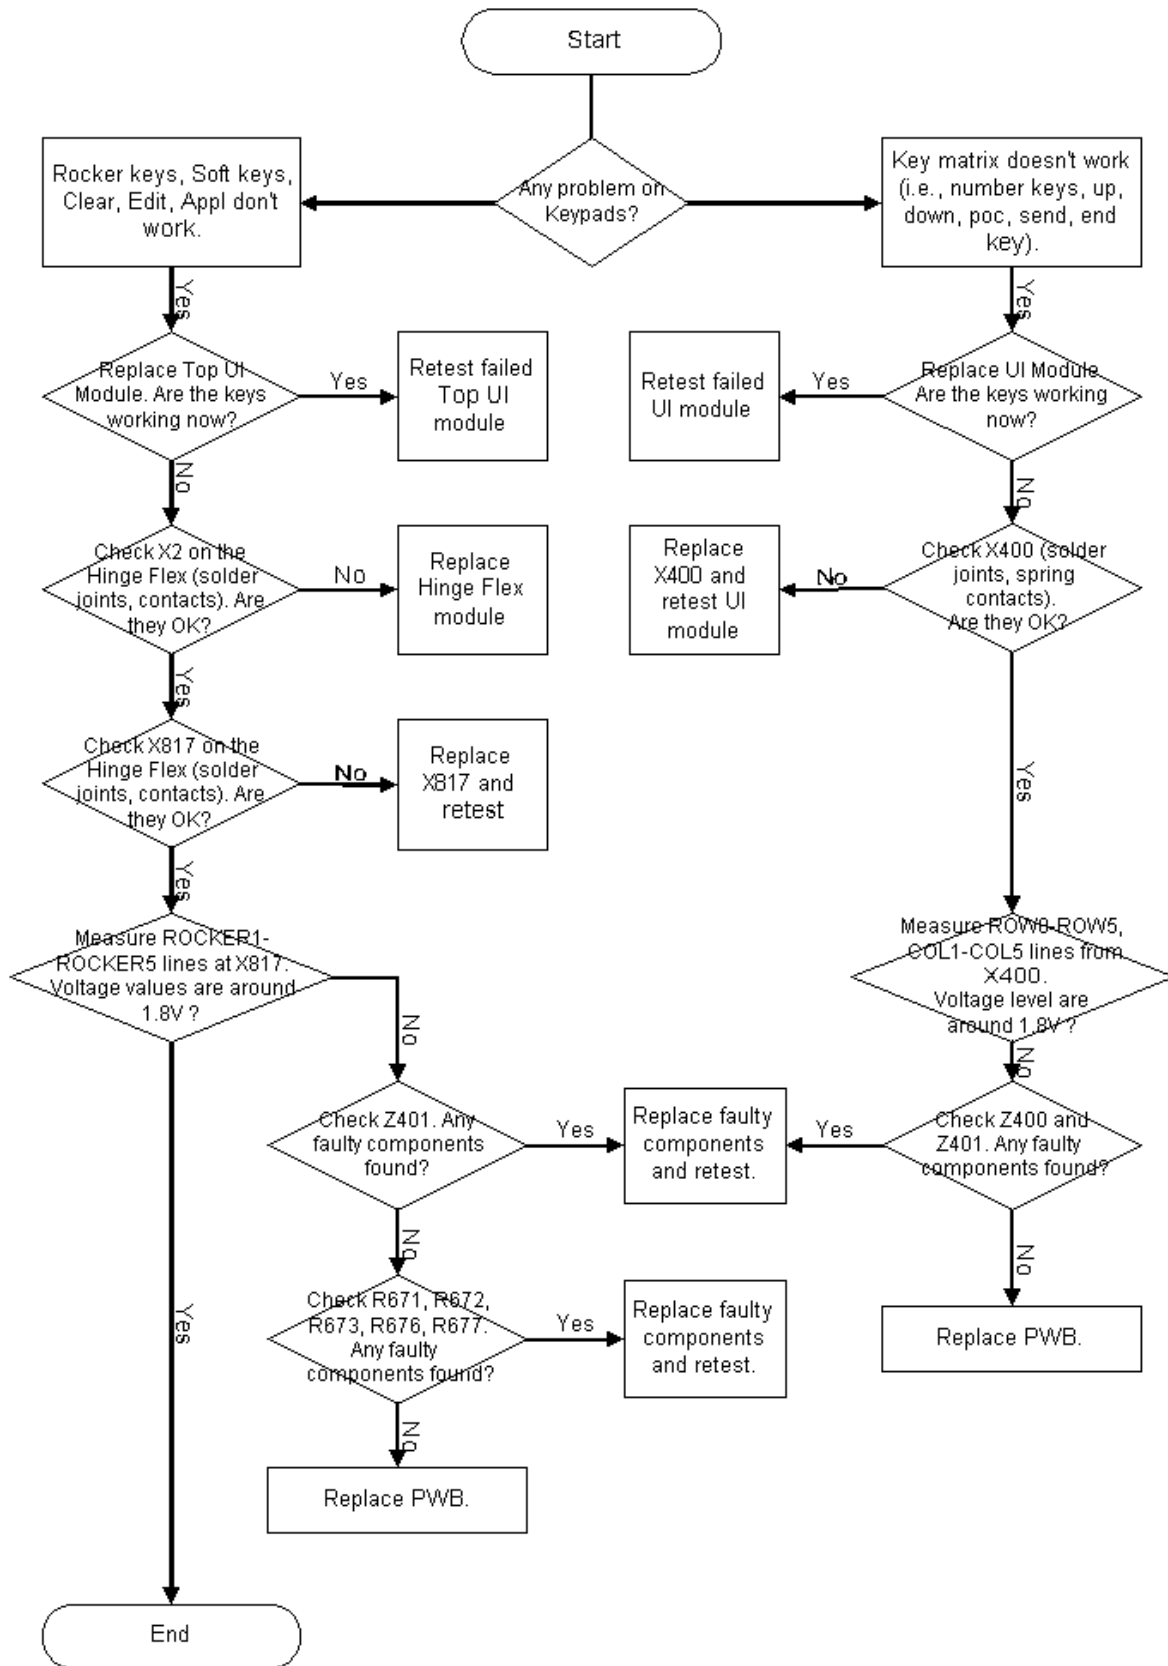 Start
Any problem on
Keypads?
Rocker keys, Soft keys,
Clear, Edit, Appl don't
work.
Key matrix doesn't work
(i.e., number keys, up,
down, poc, send, end
key).
Yes
Yes
Replace Top UI
Module. Are the keys
working now?
Yes
Retest failed
Top UI
module
Retest failed
UI module
Yes
Replace UI Module.
Are the keys working
now?
No
No
Check X2 on the
Hinge Flex (solder
joints, contacts). Are
they OK?
No
Replace
Hinge Flex
module
Replace
X400 and
retest UI
module
No
Check X400 (solder
joints, spring
contacts).
Are they OK?
Yes
Check X817 on the
Hinge Flex (solder
joints, contacts). Are
they OK?
No
Replace
X817 and
retest
Yes
Yes
Measure ROCKER1-
ROCKER5 lines at X817.
Voltage values are around
1.8V ?
Measure ROW0-ROW5,
COL1-COL5 lines from
X400.
Voltage level are
around 1.8V ?
No
No
Check Z401. Any
faulty components
found?
Yes
Replace faulty
components
and retest.
Yes
Check Z400 and
Z401. Any faulty
components found?
No
No
Check R671, R672,
R673, R676, R677.
Any faulty
components found?
Yes
Replace faulty
components
and retest.
Replace PWB.
Yes
No
Replace PWB.
End